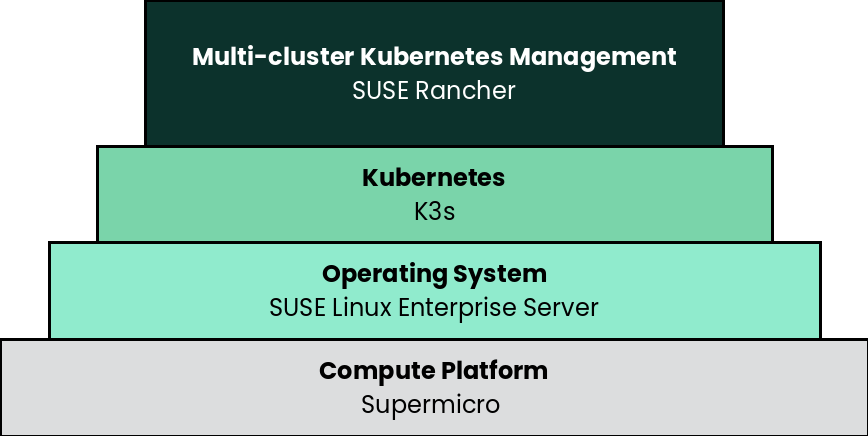 Multi-cluster Kubernetes Management
SUSE Rancher
Kubernetes
K3s
Operating System
SUSE Linux Enterprise Server
Compute Platform
Supermicro